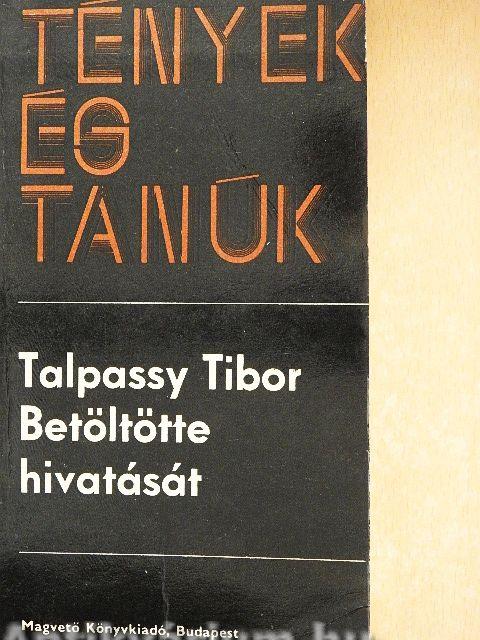 TÉNYEK
ÉS
TANÚK
Talpassy Tibor
Betöltötte
hivatását
Magvető Könyvkiadó, Budapest